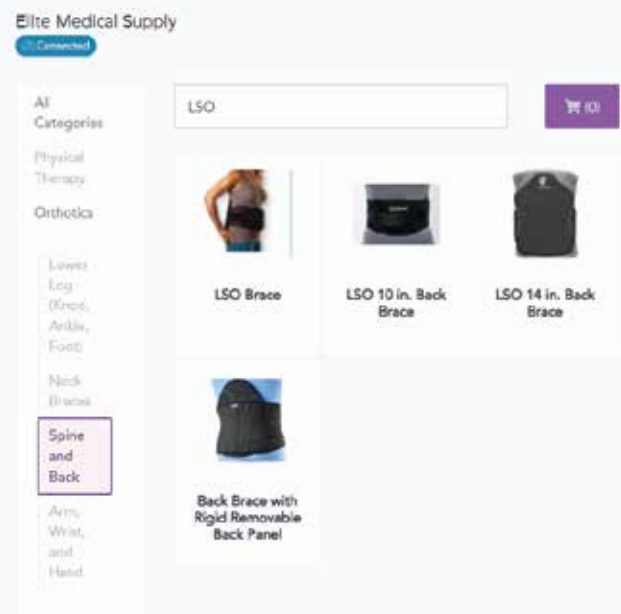 Elite Medical Supply
Connected
All
Categories
Physical
Therapy
Orthotics
Lower
Leg
(Knee,
Ankle,
Foot)
Neck
Braces
Spine
and
Back
Arm,
Wrist,
and
Hand
LSO
(0)
LSO Brace
LSO 10 in. Back
Brace
LSO 14 in. Back
Brace
Back Brace with
Rigid Removable
Back Panel